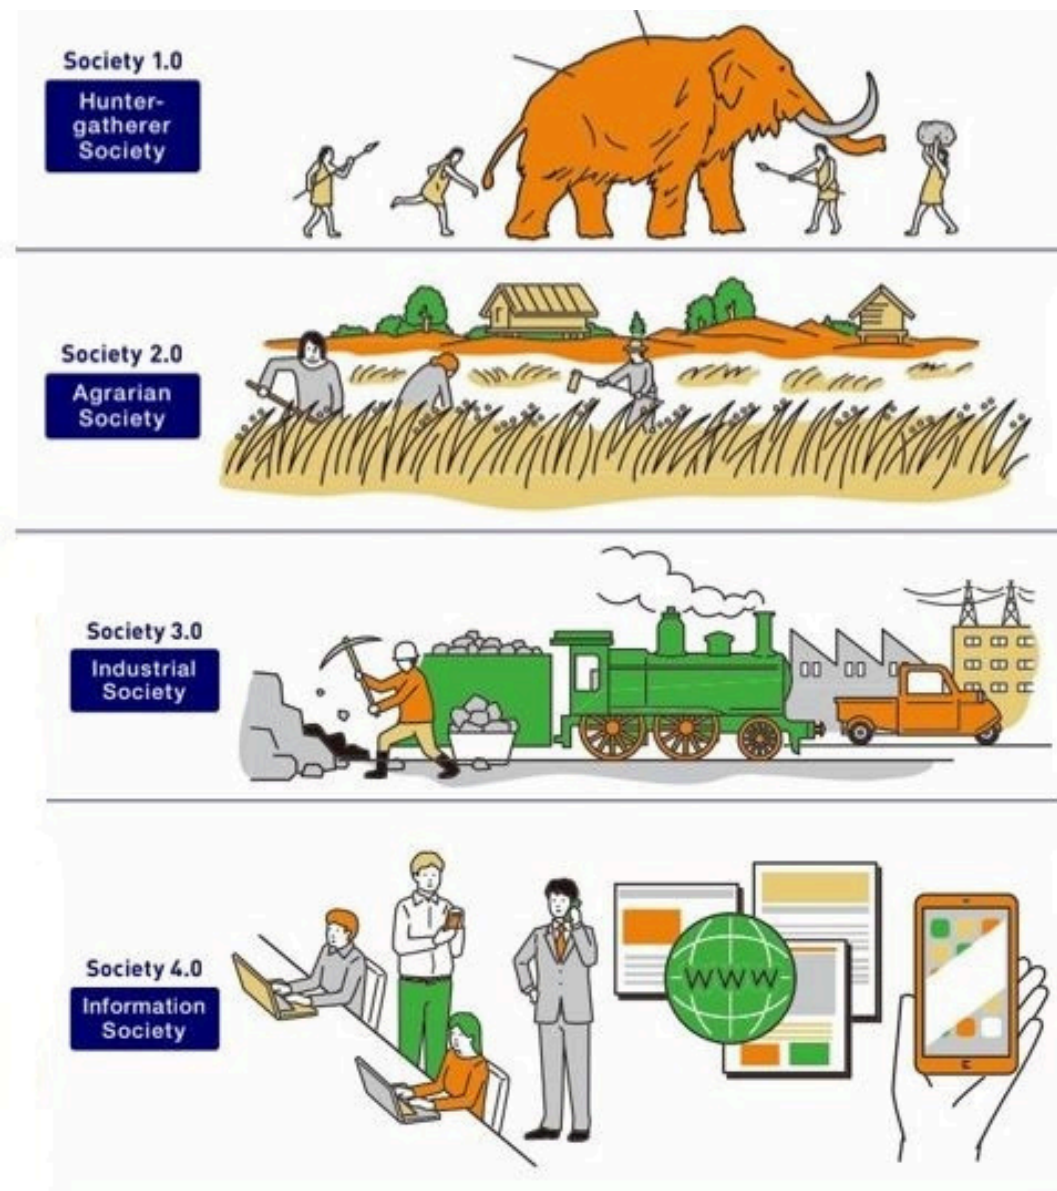 Society 1.0
Hunter-
gatherer
Society
Society 2.0
Agrarian
Society
Society 3.0
Industrial
Society
Society 4.0
Information
Society
WWW